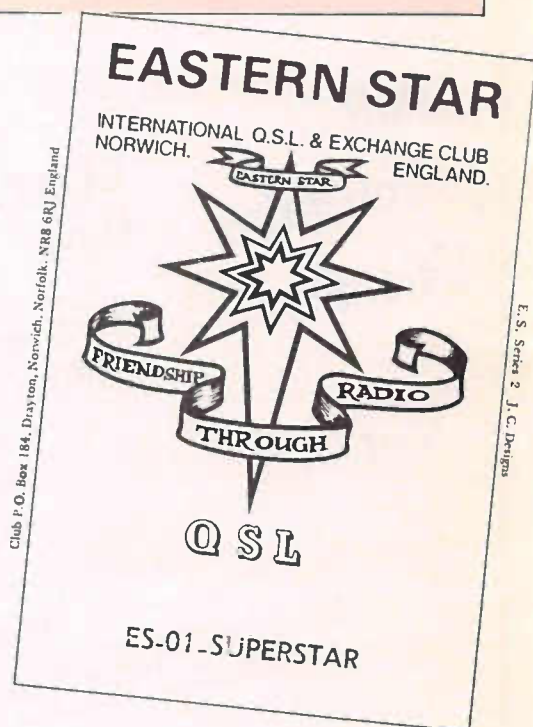 EASTERN STAR
INTERNATIONAL Q.S.L. & EXCHANGE CLUB
NORWICH. ENGLAND.
EASTERN STAR
FRIENDSHIP
THROUGH
RADIO
QSL
ES-01-SUPERSTAR
Club P.O. Box 184, Drayton, Norwich. Norfolk. NR8 6RJ England
E.S. Series 2 J.C. Designs